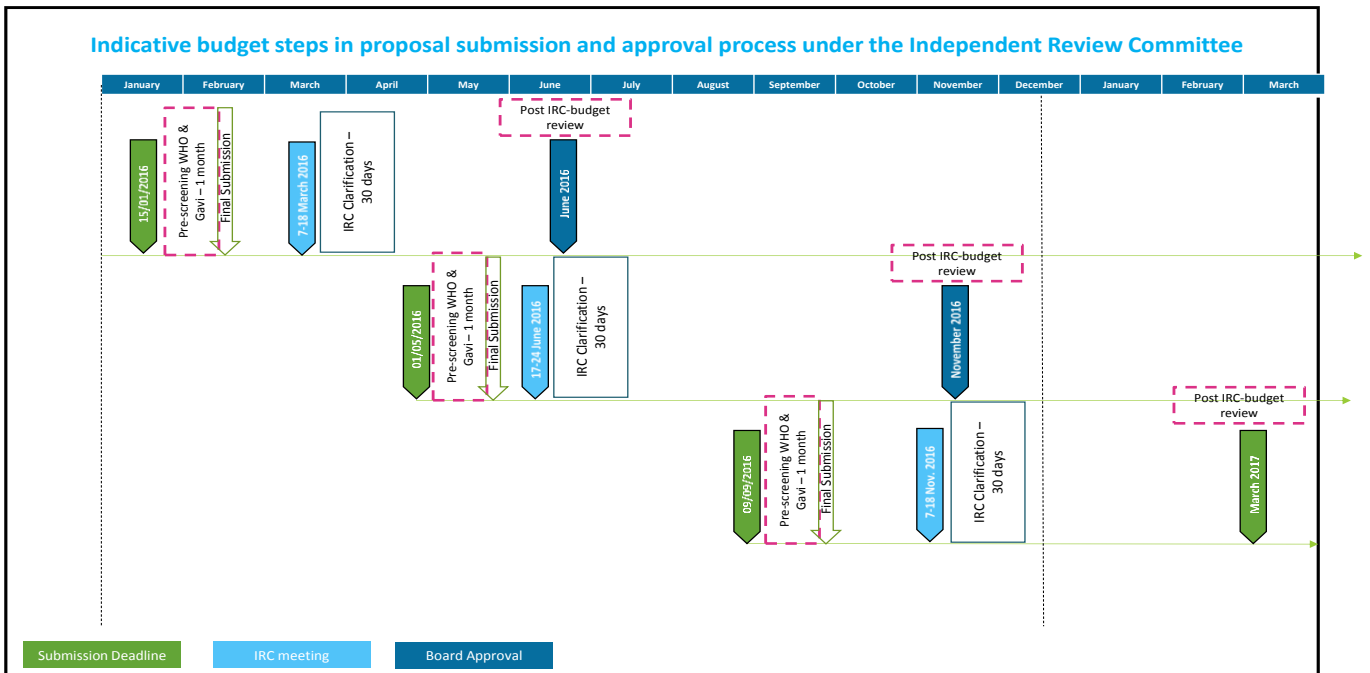 Indicative budget steps in proposal submission and approval process under the Independent Review Committee
January February March April May June July August September October November December January February March
15/01/2016
Pre-screening WHO &
Gavi – 1 month
Final Submission
7-18 March 2016
IRC Clarification –
30 days
Post IRC-budget
review
June 2016
01/05/2016
Pre-screening WHO &
Gavi – 1 month
Final Submission
17-24 June 2016
IRC Clarification –
30 days
Post IRC-budget
review
November 2016
09/09/2016
Pre-screening WHO &
Gavi – 1 month
Final Submission
7-18 Nov. 2016
IRC Clarification –
30 days
Post IRC-budget
review
March 2017
Submission Deadline
IRC meeting
Board Approval